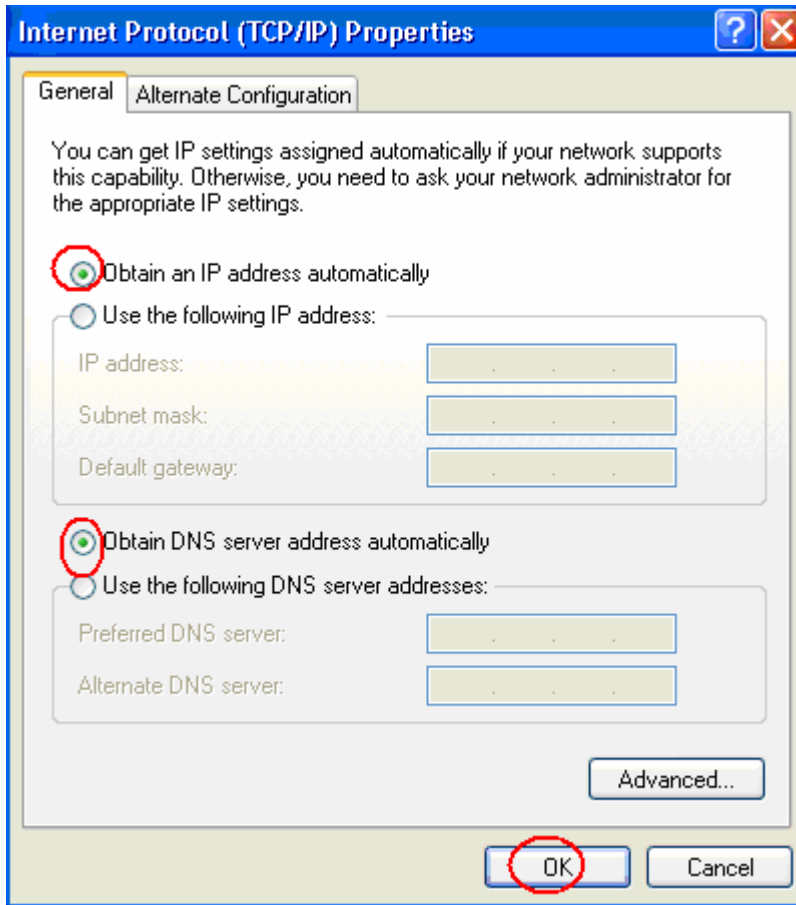 Internet Protocol (TCP/IP) Properties
General
Alternate Configuration
You can get IP settings assigned automatically if your network supports
this capability. Otherwise, you need to ask your network administrator for
the appropriate IP settings.
Obtain an IP address automatically
Use the following IP address:
IP address:
Subnet mask:
Default gateway:
Obtain DNS server address automatically
Use the following DNS server addresses:
Preferred DNS server:
Alternate DNS server:
Advanced...
OK
Cancel